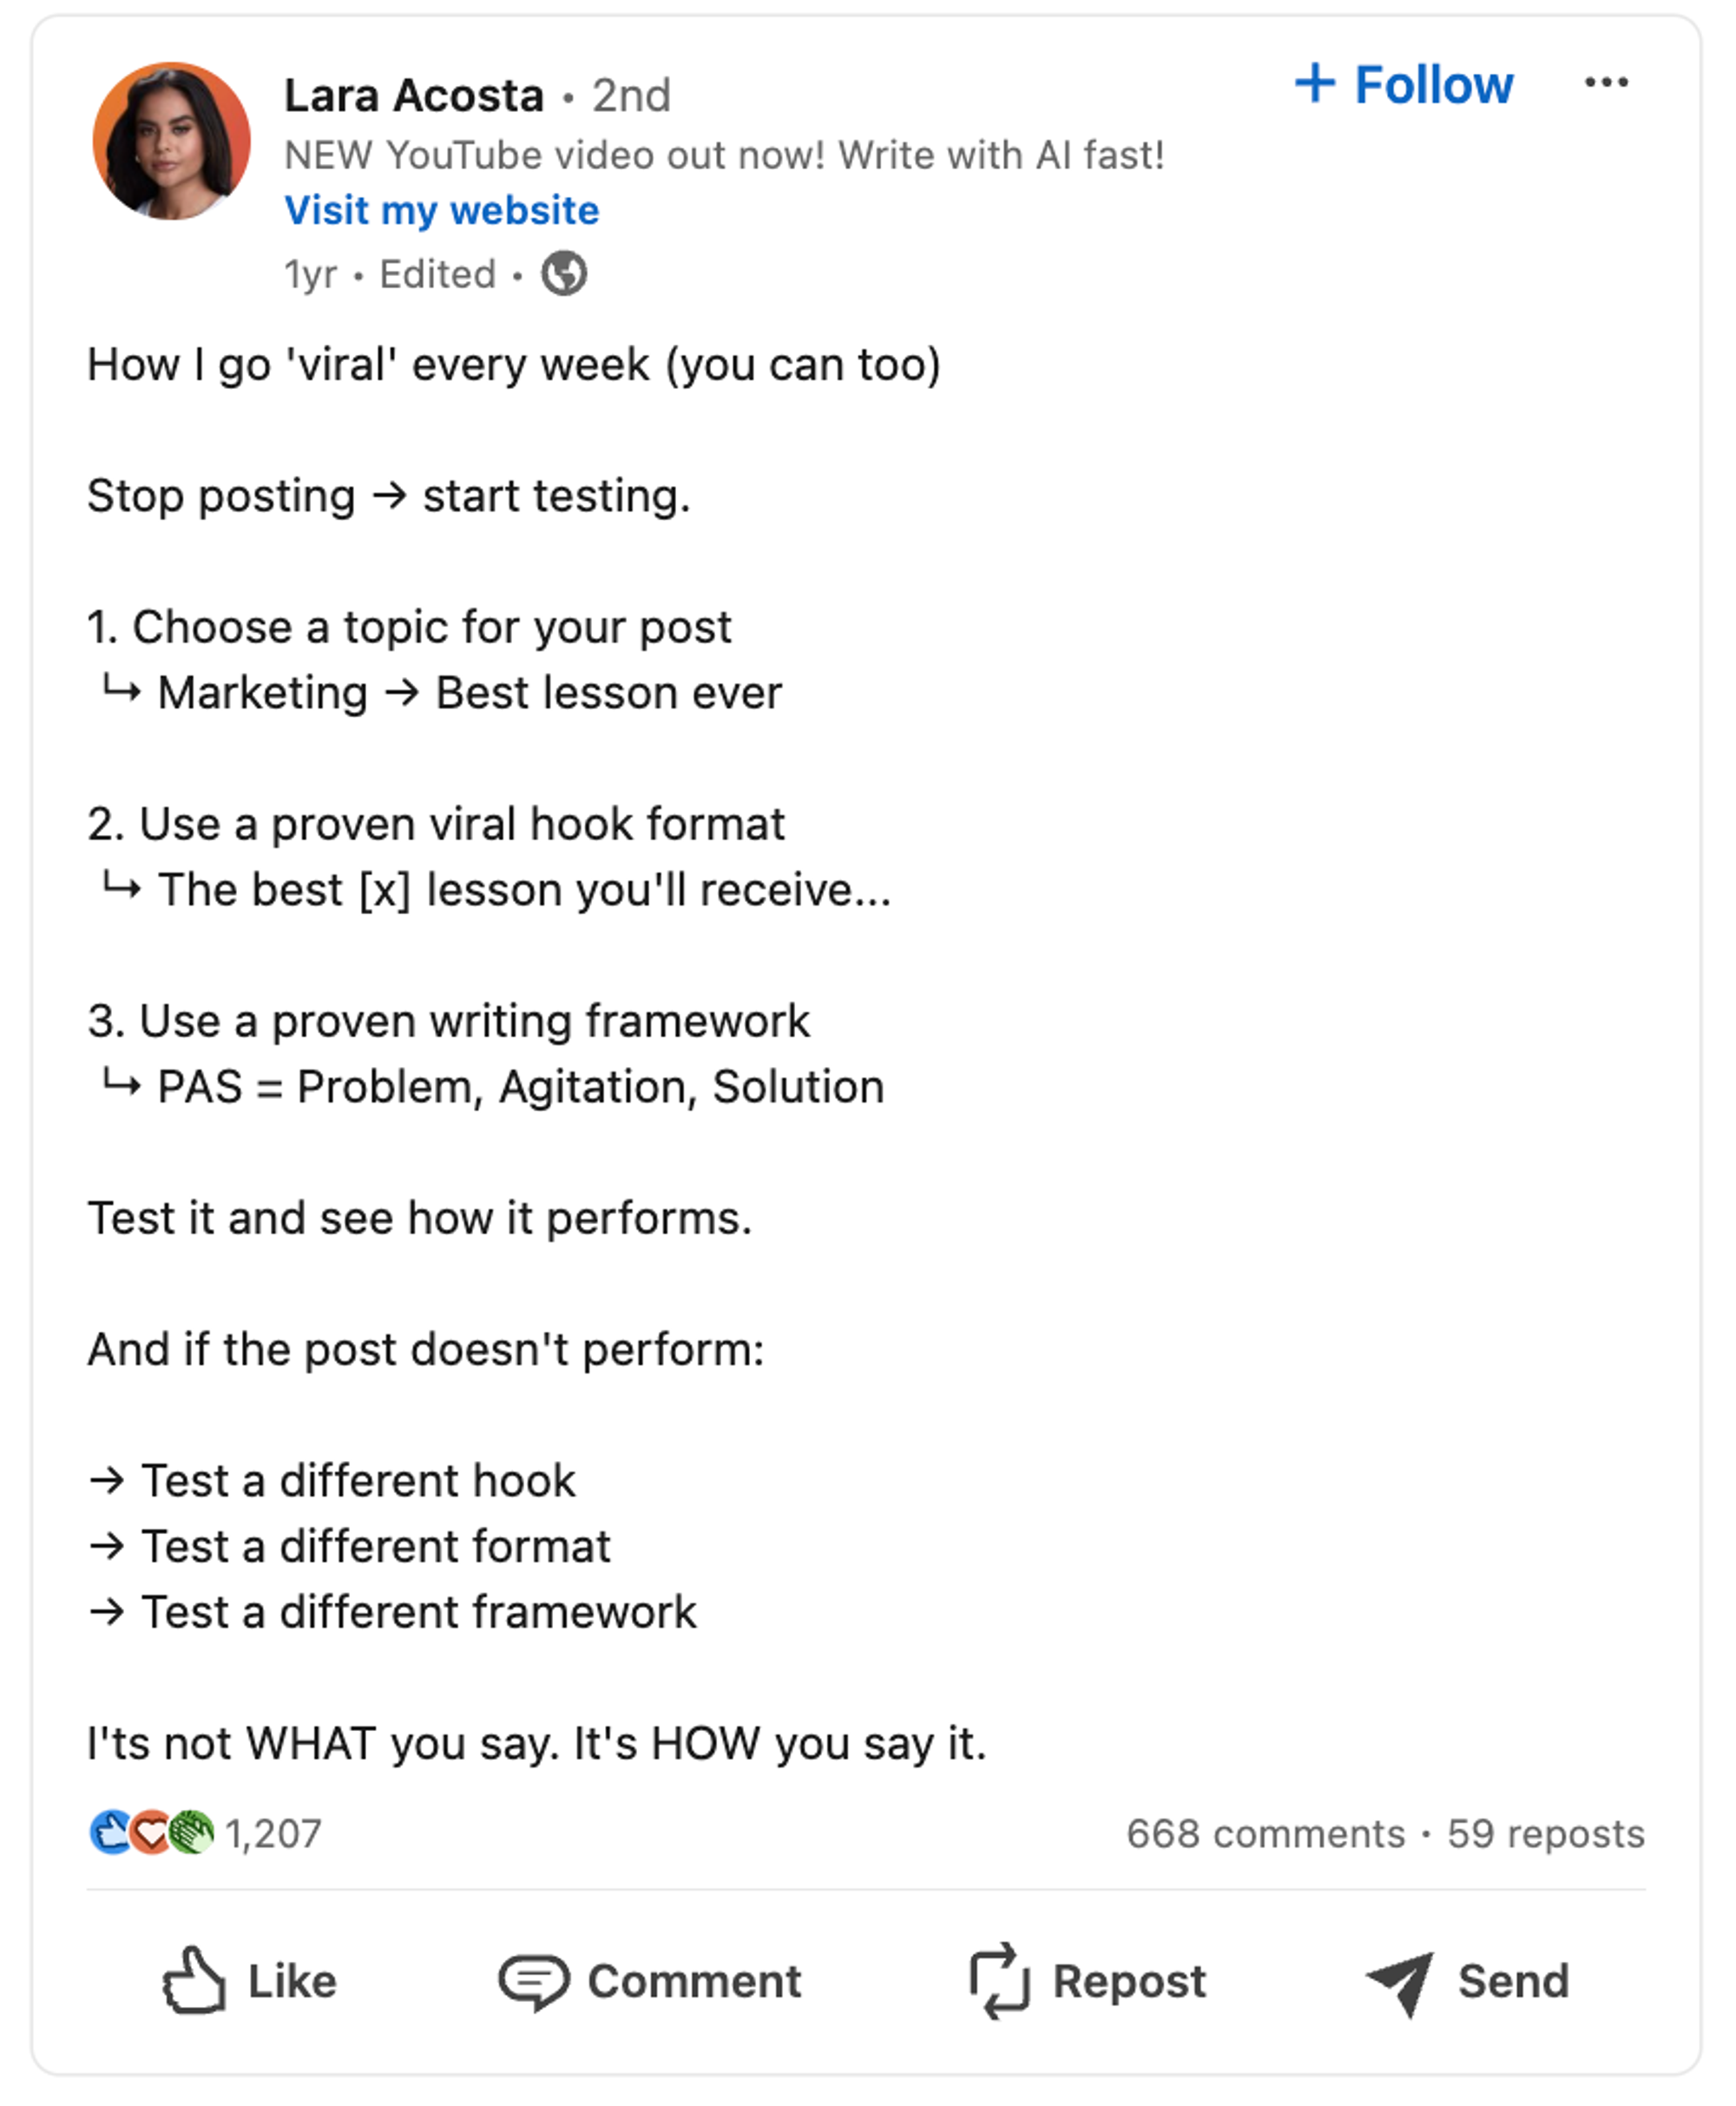 Lara Acosta • 2nd
+ Follow ...
NEW YouTube video out now! Write with AI fast!
Visit my website
1yr • Edited •
How I go 'viral' every week (you can too)
Stop posting → start testing.
1. Choose a topic for your post
↳ Marketing → Best lesson ever
2. Use a proven viral hook format
↳ The best [x] lesson you'll receive...
3. Use a proven writing framework
↳ PAS = Problem, Agitation, Solution
Test it and see how it performs.
And if the post doesn't perform:
→ Test a different hook
→ Test a different format
→ Test a different framework
I'ts not WHAT you say. It's HOW you say it.
1,207
668 comments • 59 reposts
Like Comment Repost Send